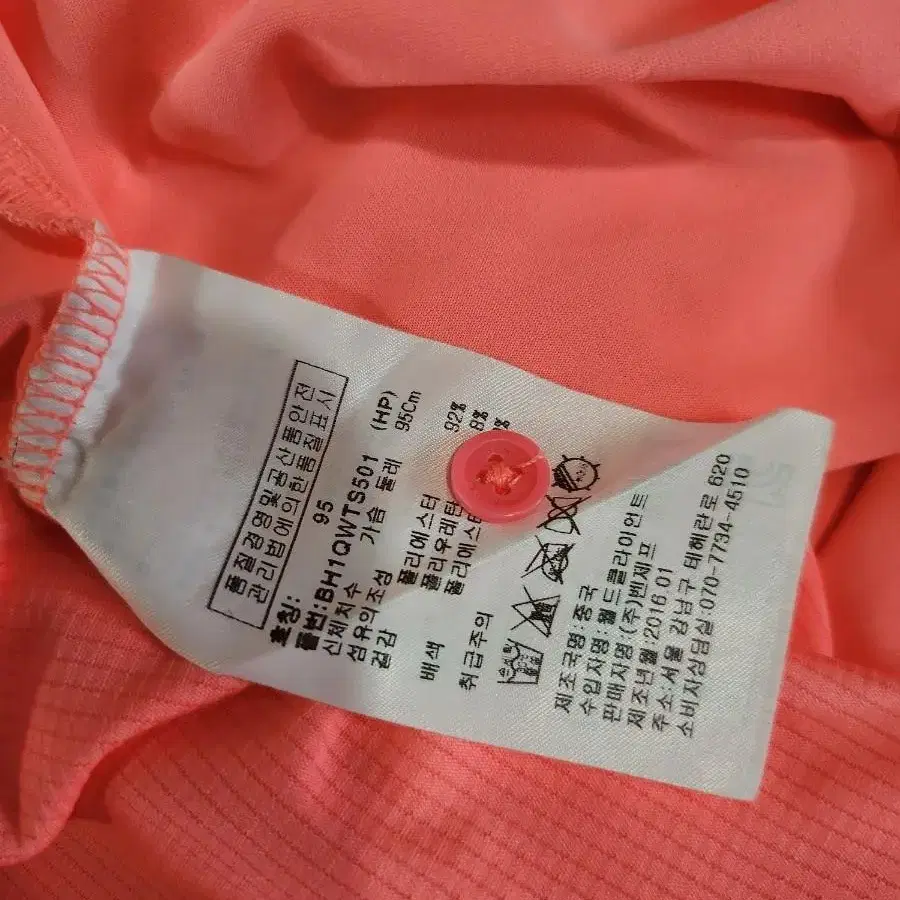 품질경영 및 공산품안전
관리법에 의한 품질표시
호칭: 95
품번:BH1QWTS501 (HP)
신체치수 가슴 둘레 95Cm
섬유의조성
겉감 폴리에스터 92%
폴리우레탄 8%
배색 폴리에스
취급주의
제조국명: 중국
수입자명: 월드클라이언트
판매자명: (주)벤제프
제조년월 2016 01
주소:서울 강남구 테헤란로 620
소비자상담실 070-7734-4510